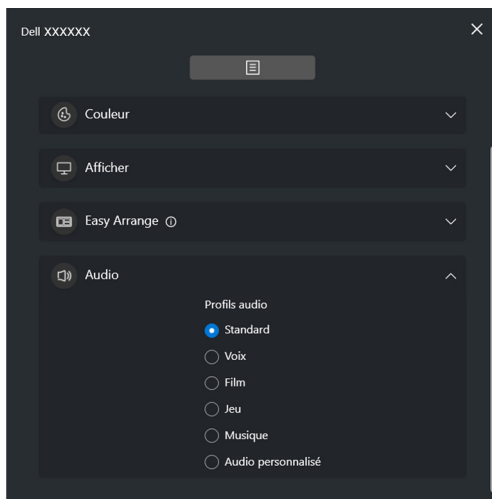 Dell XXXXXX
Couleur
Afficher
Easy Arrange
Audio
Profils audio
Standard
Voix
Film
Jeu
Musique
Audio personnalisé